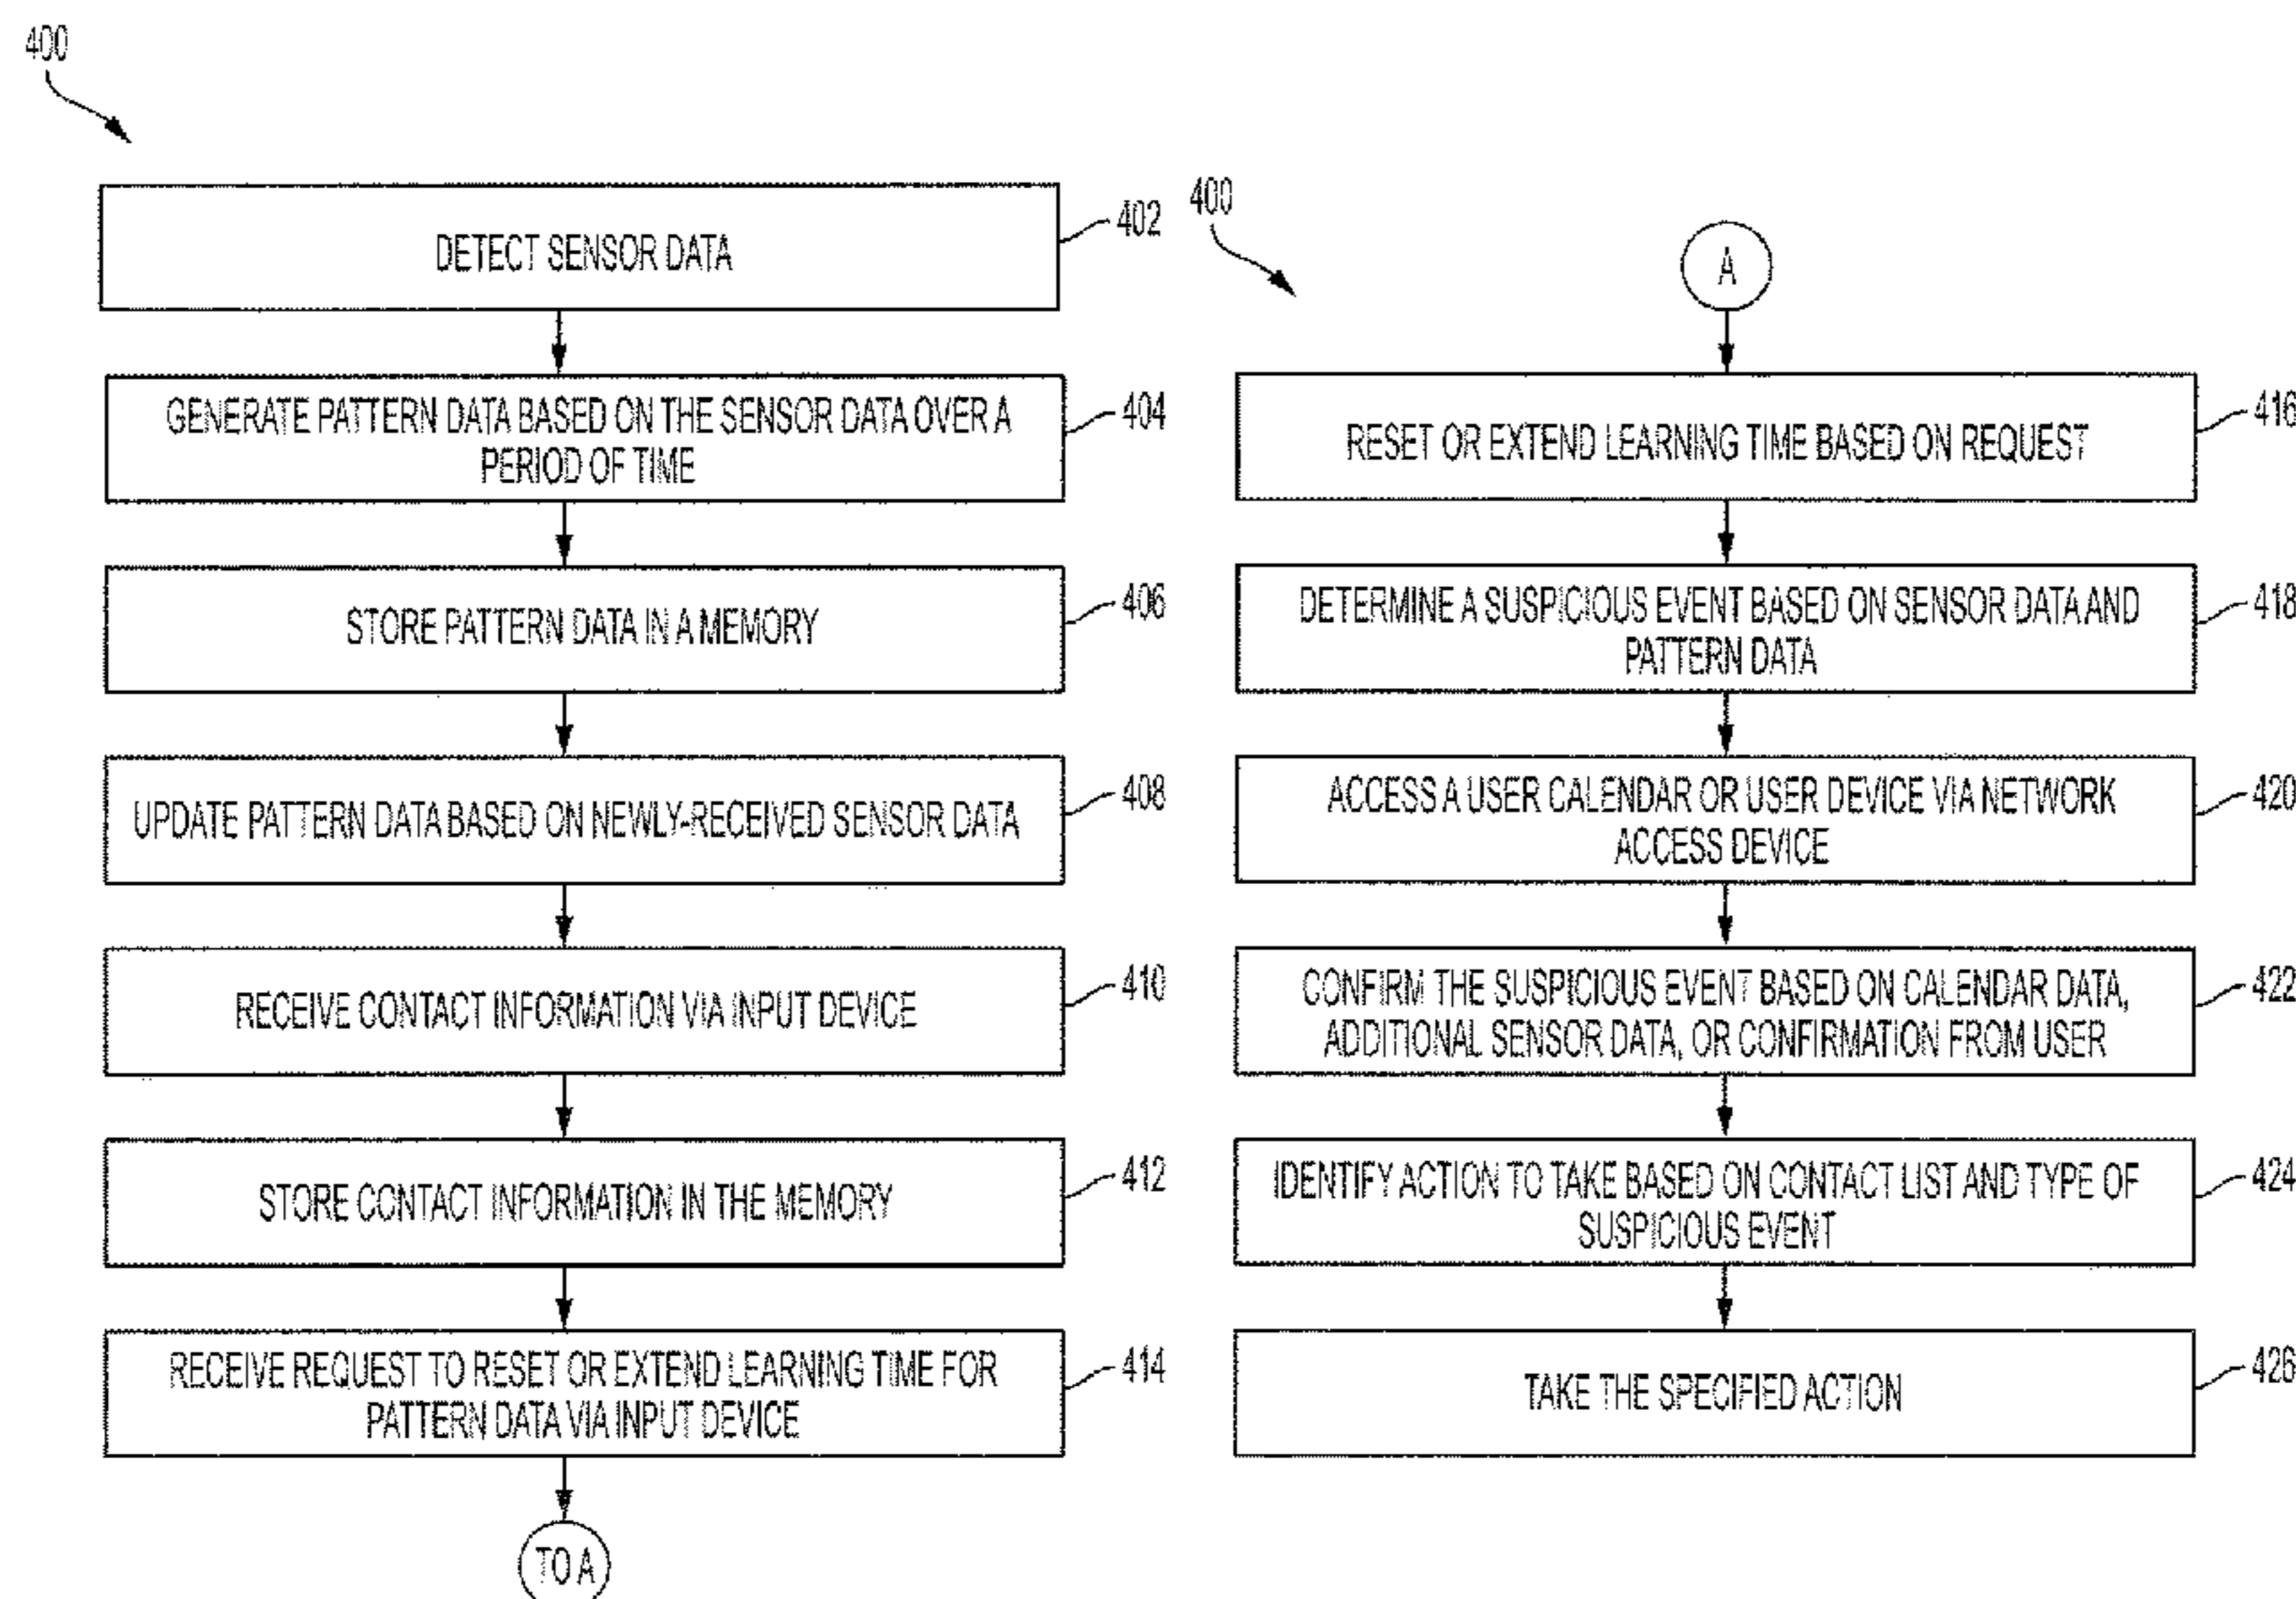 400
DETECT SENSOR DATA
402
GENERATE PATTERN DATA BASED ON THE SENSOR DATA OVER A
PERIOD OF TIME
404
STORE PATTERN DATA IN A MEMORY
406
UPDATE PATTERN DATA BASED ON NEWLY-RECEIVED SENSOR DATA
408
RECEIVE CONTACT INFORMATION VIA INPUT DEVICE
410
STORE CONTACT INFORMATION IN THE MEMORY
412
RECEIVE REQUEST TO RESET OR EXTEND LEARNING TIME FOR
PATTERN DATA VIA INPUT DEVICE
414
TO A
400
A
RESET OR EXTEND LEARNING TIME BASED ON REQUEST
416
DETERMINE A SUSPICIOUS EVENT BASED ON SENSOR DATA AND
PATTERN DATA
418
ACCESS A USER CALENDAR OR USER DEVICE VIA NETWORK
ACCESS DEVICE
420
CONFIRM THE SUSPICIOUS EVENT BASED ON CALENDAR DATA,
ADDITIONAL SENSOR DATA, OR CONFIRMATION FROM USER
422
IDENTIFY ACTION TO TAKE BASED ON CONTACT LIST AND TYPE OF
SUSPICIOUS EVENT
424
TAKE THE SPECIFIED ACTION
426